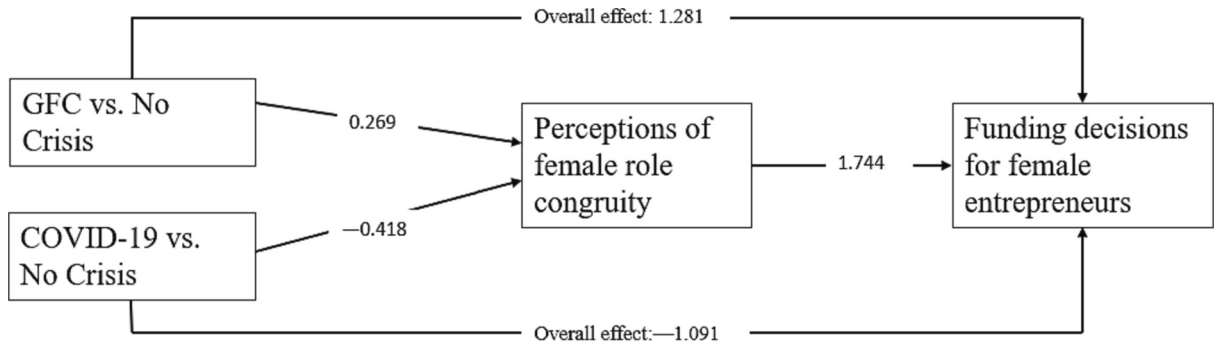 Overall effect: 1.281
GFC vs. No
Crisis
0.269
Perceptions of
female role
congruity
1.744
Funding decisions
for female
entrepreneurs
COVID-19 vs.
No Crisis
—0.418
Overall effect:—1.091